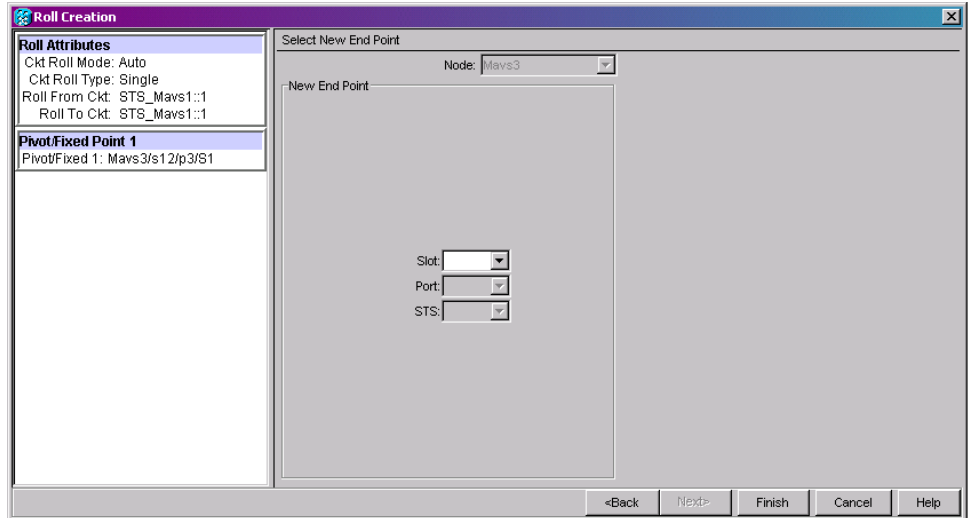 Roll Creation
Roll Attributes
Ckt Roll Mode: Auto
Ckt Roll Type: Single
Roll From Ckt: STS_Mavs1::1
Roll To Ckt: STS_Mavs1::1
Pivot/Fixed Point 1
Pivot/Fixed 1: Mavs3/s12/p3/S1
Select New End Point
Node: Mavs3
New End Point
Slot:
Port:
STS:
<Back Next> Finish Cancel Help